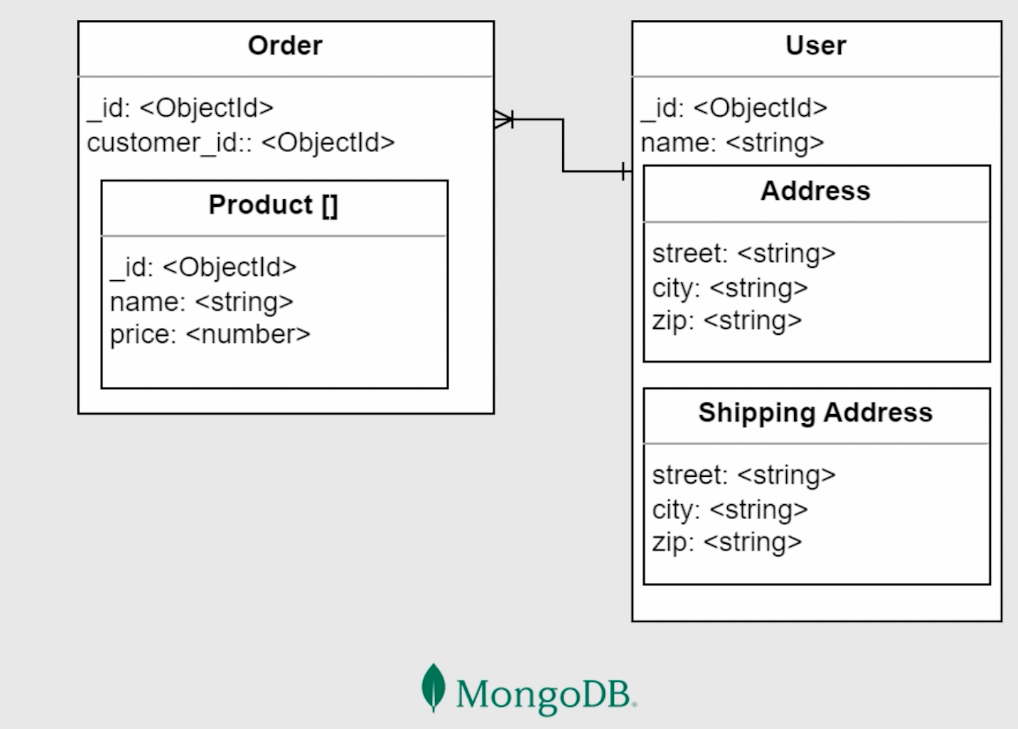 Order
_id: <ObjectId>
customer_id:: <ObjectId>
Product []
_id: <ObjectId>
name: <string>
price: <number>
User
_id: <ObjectId>
name: <string>
Address
street: <string>
city: <string>
zip: <string>
Shipping Address
street: <string>
city: <string>
zip: <string>
MongoDB.